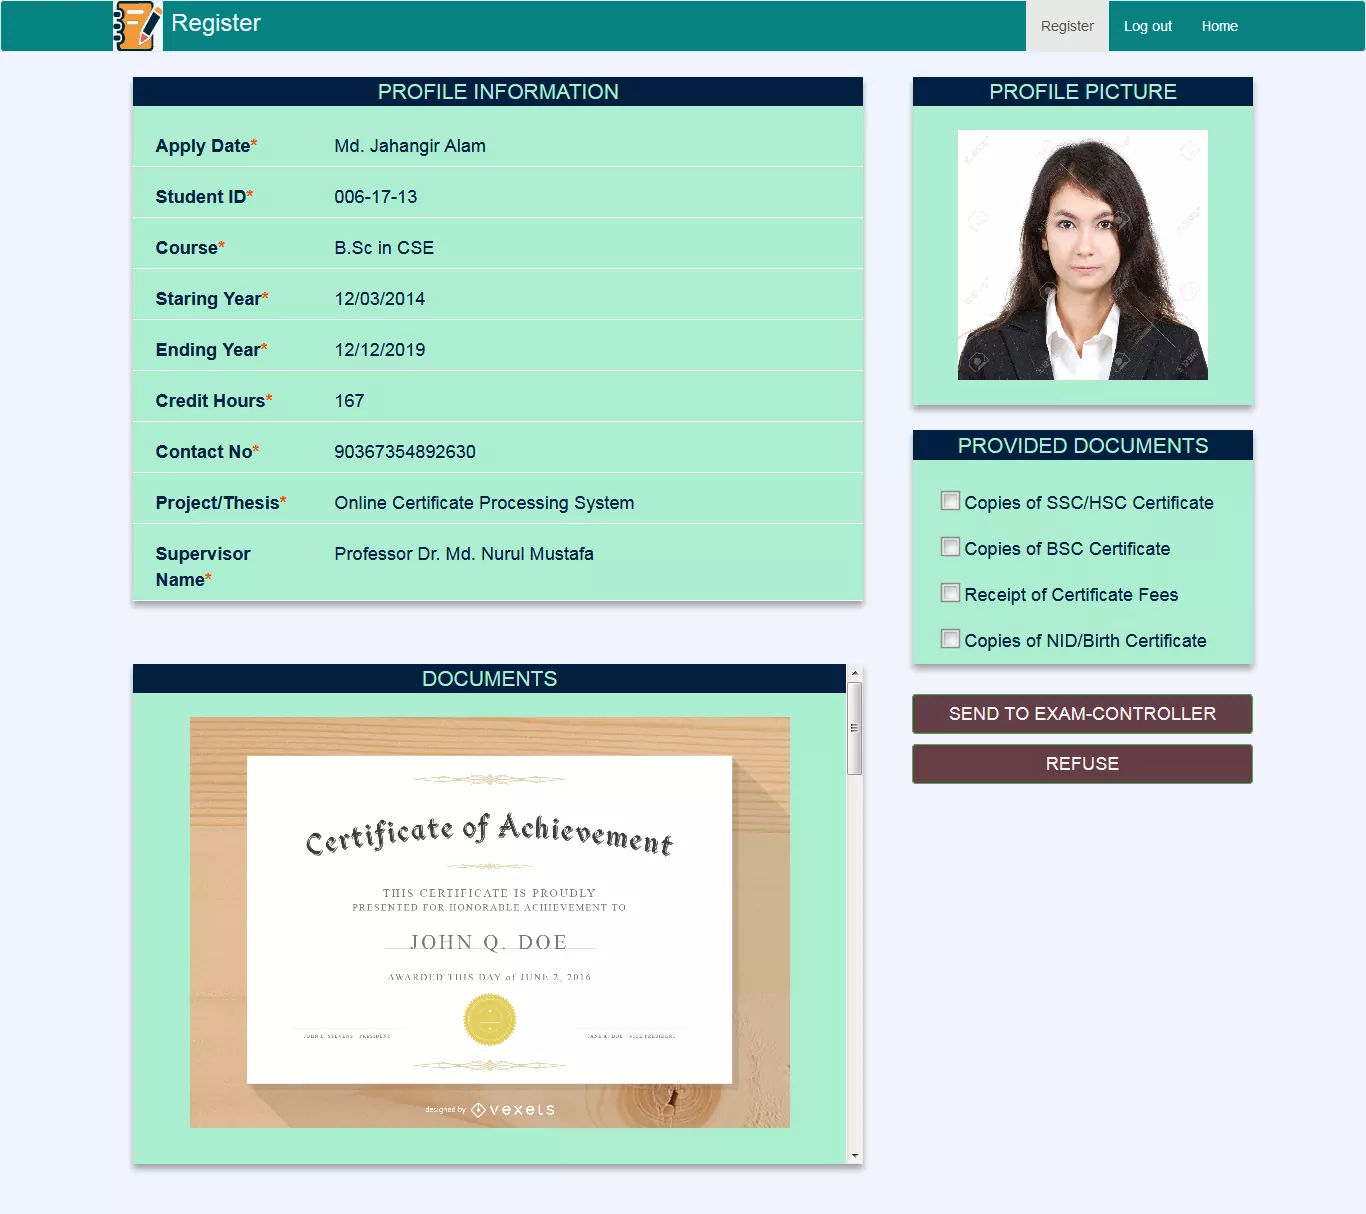 Register
Register
Log out
Home
PROFILE INFORMATION
Apply Date* Md. Jahangir Alam
Student ID* 006-17-13
Course* B.Sc in CSE
Staring Year* 12/03/2014
Ending Year* 12/12/2019
Credit Hours* 167
Contact No* 90367354892630
Project/Thesis* Online Certificate Processing System
Supervisor Professor Dr. Md. Nurul Mustafa
Name*
PROFILE PICTURE
PROVIDED DOCUMENTS
Copies of SSC/HSC Certificate
Copies of BSC Certificate
Receipt of Certificate Fees
Copies of NID/Birth Certificate
SEND TO EXAM-CONTROLLER
REFUSE
DOCUMENTS
Certificate of Achievement
THIS CERTIFICATE IS PROUDLY
PRESENTED FOR HONORABLE ACHIEVEMENT TO
JOHN Q. DOE
AWARDED THIS DAY of JUNE 2, 2016
JOHN L. STEVENS PRESIDENT
JANE A. DOE VICE PRESIDENT
designed by vexels